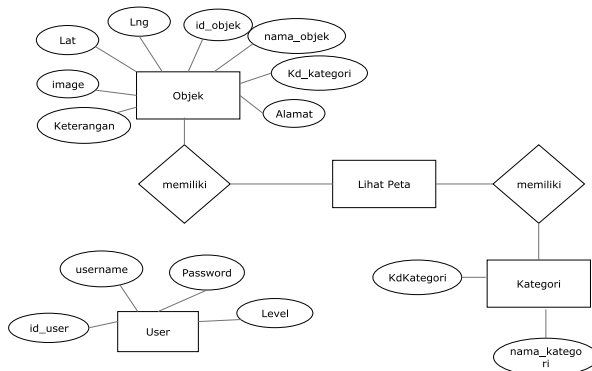 Lng
id_objek
nama_objek
Lat
Kd_kategori
image
Objek
Alamat
Keterangan
memiliki
Lihat Peta
memiliki
username
Password
KdKategori
Kategori
Level
id_user
User
nama_katego
ri